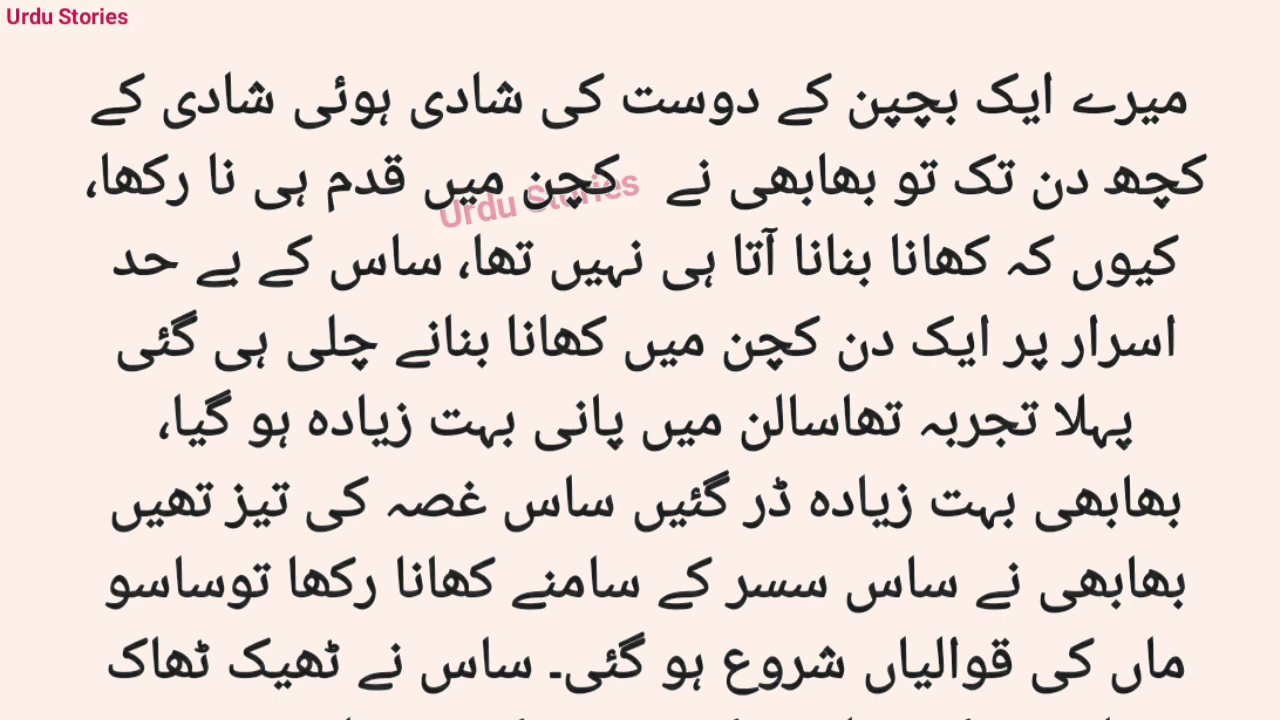 Urdu Stories
میرے ایک بچپن کے دوست کی شادی ہوئی شادی کے
کچھ دن تک تو بھابھی نے کچن میں قدم ہی نا رکھا،
Urdu Stories
کیوں کہ کھانا بنانا آتا ہی نہیں تھا، ساس کے بے حد
اسرار پر ایک دن کچن میں کھانا بنانے چلی ہی گئی
پہلا تجربہ تھاسالن میں پانی بہت زیادہ ہو گیا،
بھابھی بہت زیادہ ڈر گئیں ساس غصہ کی تیز تھیں
بھابھی نے ساس سسر کے سامنے کھانا رکھا توساسو
ماں کی قوالیاں شروع ہو گئی۔ ساس نے ٹھیک ٹھاک